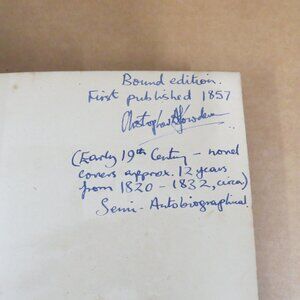 Bound edition.
First published 1857
(Early 19th Century - novel
covers approx. 12 years
from 1820 - 1832, circa)
Semi-Autobiographical.